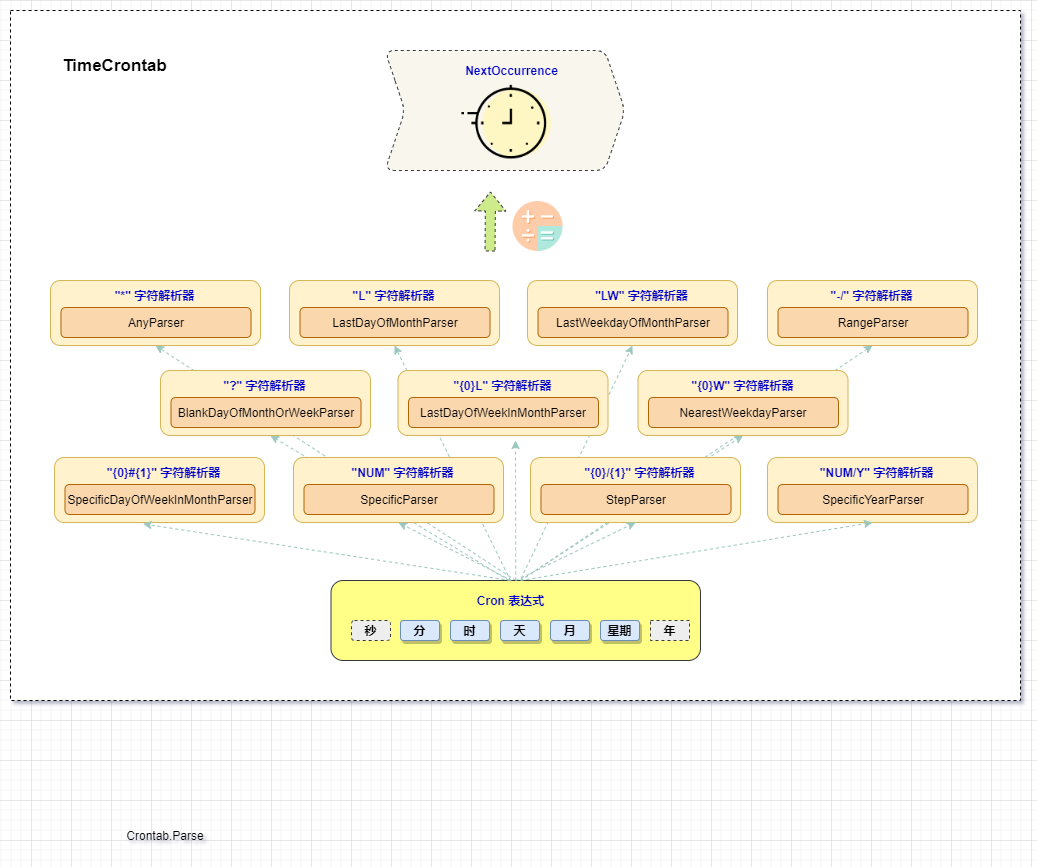 TimeCrontab
NextOccurrence
"*" 字符解析器
AnyParser
"L" 字符解析器
LastDayOfMonthParser
"LW" 字符解析器
LastWeekdayOfMonthParser
"-/" 字符解析器
RangeParser
"?" 字符解析器
BlankDayOfMonthOrWeekParser
"{0}L" 字符解析器
LastDayOfWeekInMonthParser
"{0}W" 字符解析器
NearestWeekdayParser
"{0}#{1}" 字符解析器
SpecificDayOfWeekInMonthParser
"NUM" 字符解析器
SpecificParser
"{0}/{1}" 字符解析器
StepParser
"NUM/Y" 字符解析器
SpecificYearParser
Cron 表达式
秒 分 时 天 月 星期 年
Crontab.Parse